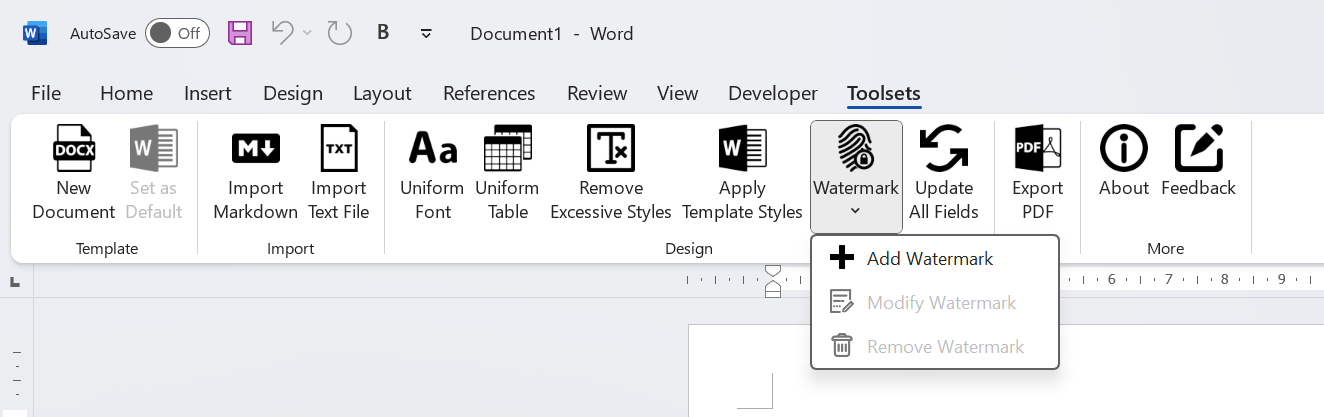 AutoSave Off B Document1 - Word
File Home Insert Design Layout References Review View Developer Toolsets
DOCX W MD TXT Aa T W PDF
New Document
Set as Default
Import Markdown
Import Text File
Uniform Font
Uniform Table
Remove Excessive Styles
Apply Template Styles
Watermark
Update All Fields
Export PDF
About
Feedback
Template Import Design More
Add Watermark
Modify Watermark
Remove Watermark
6 7 8 9